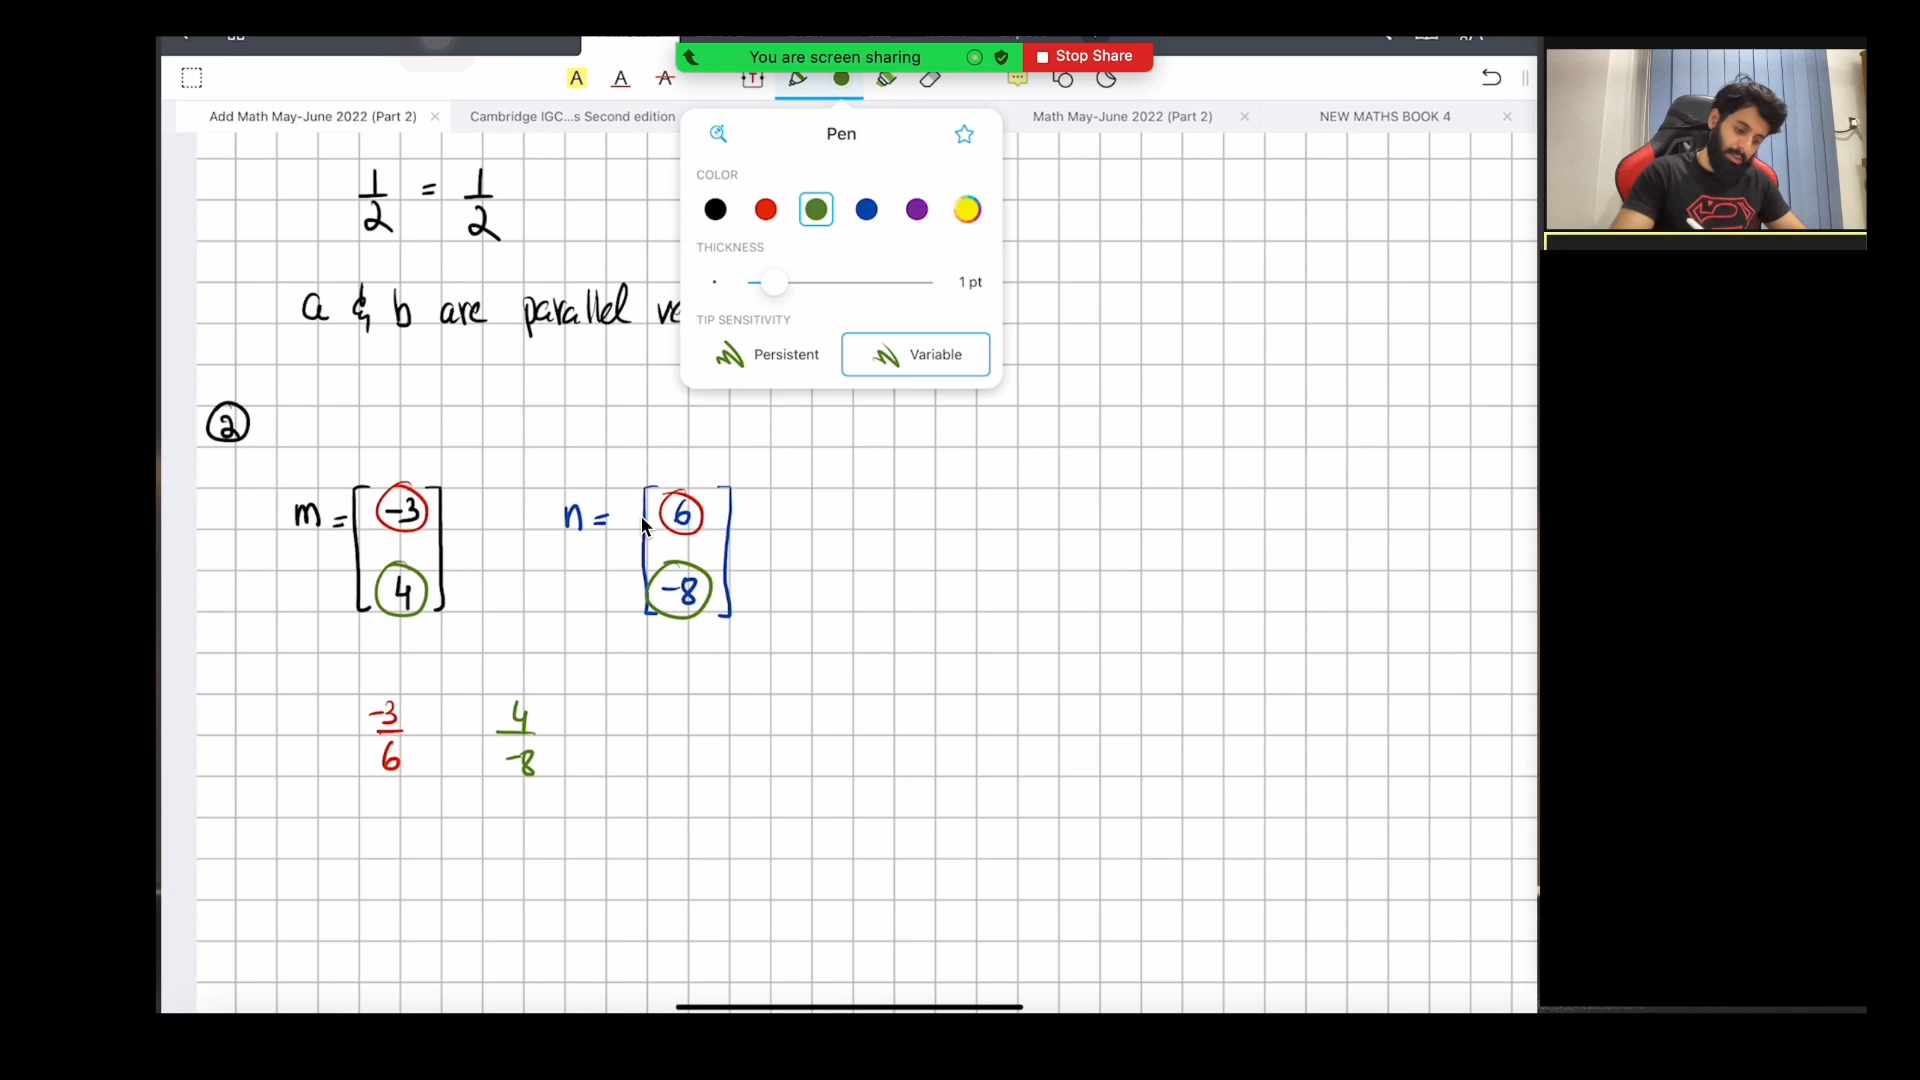 You are screen sharing Stop Share
A A A T
Add Math May-June 2022 (Part 2) Cambridge IGC...s Second edition Math May-June 2022 (Part 2) NEW MATHS BOOK 4
Pen
COLOR
THICKNESS
1 pt
TIP SENSITIVITY
Persistent Variable
1/2 = 1/2
a & b are parallel ve
2
m = [-3 4] n = [6 -8]
-3/6 4/-8